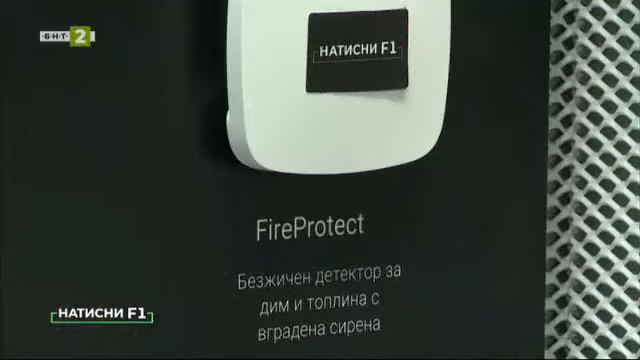 БНТ 2
НАТИСНИ F1
FireProtect
Безжичен детектор за
дим и топлина с
вградена сирена
НАТИСНИ F1